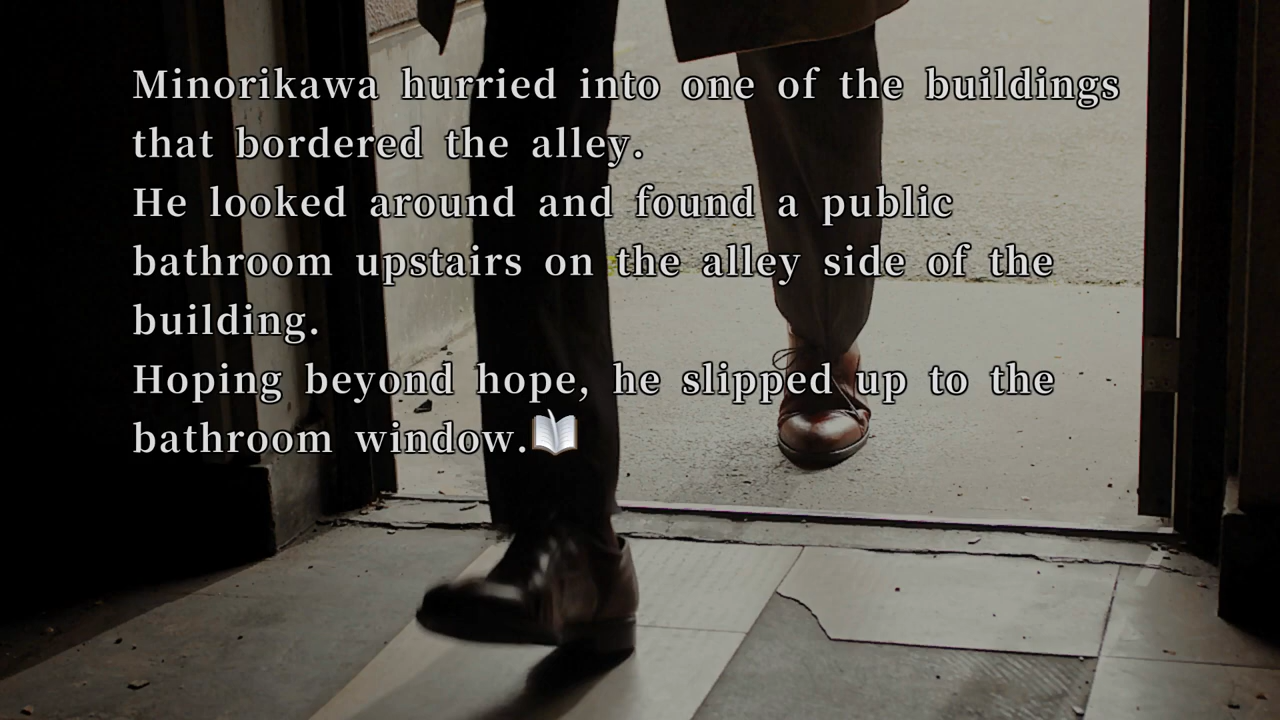 Minorikawa hurried into one of the buildings
that bordered the alley.
He looked around and found a public
bathroom upstairs on the alley side of the
building.
Hoping beyond hope, he slipped up to the
bathroom window.